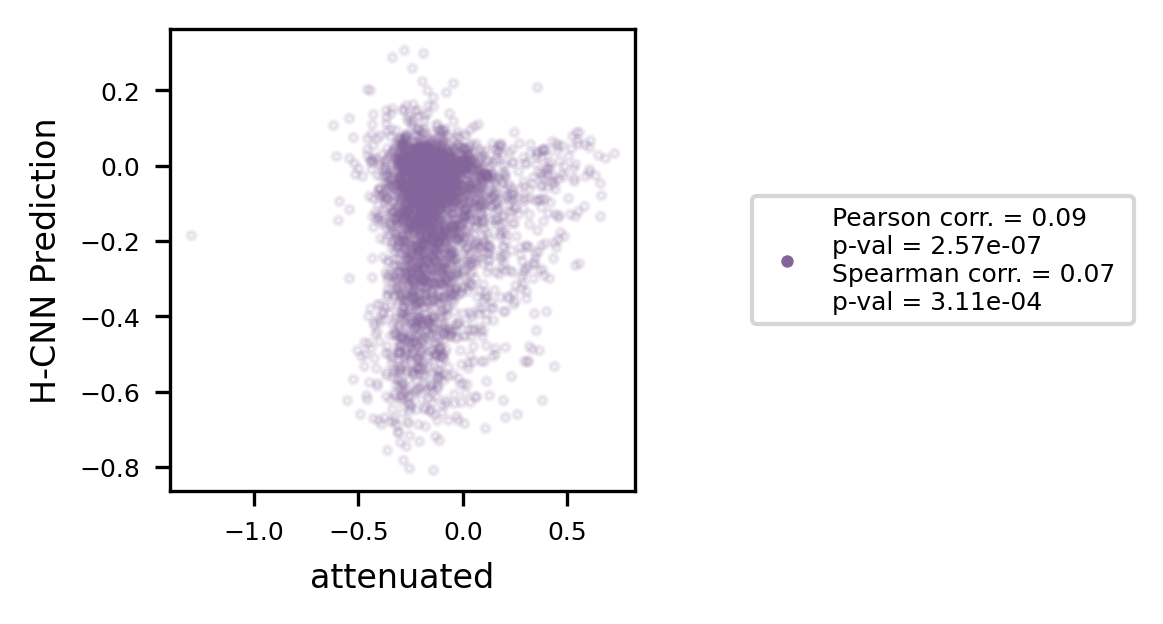 H-CNN Prediction
0.2
0.0
−0.2
−0.4
−0.6
−0.8
−1.0
−0.5
0.0
0.5
attenuated
Pearson corr. = 0.09
p-val = 2.57e-07
Spearman corr. = 0.07
p-val = 3.11e-04